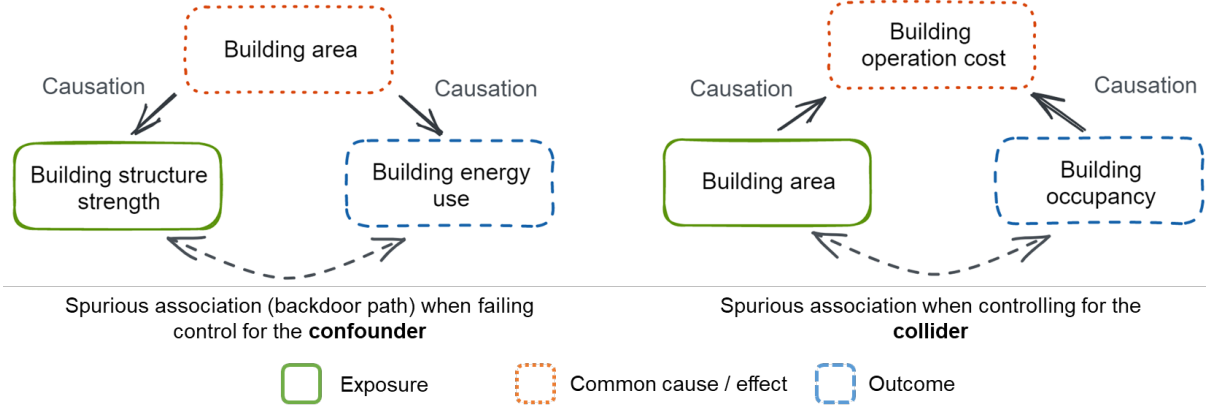 Building area
Causation
Causation
Building structure
strength
Building energy
use
Spurious association (backdoor path) when failing
control for the confounder
Building
operation cost
Causation
Causation
Building area
Building
occupancy
Spurious association when controlling for the
collider
Exposure
Common cause / effect
Outcome